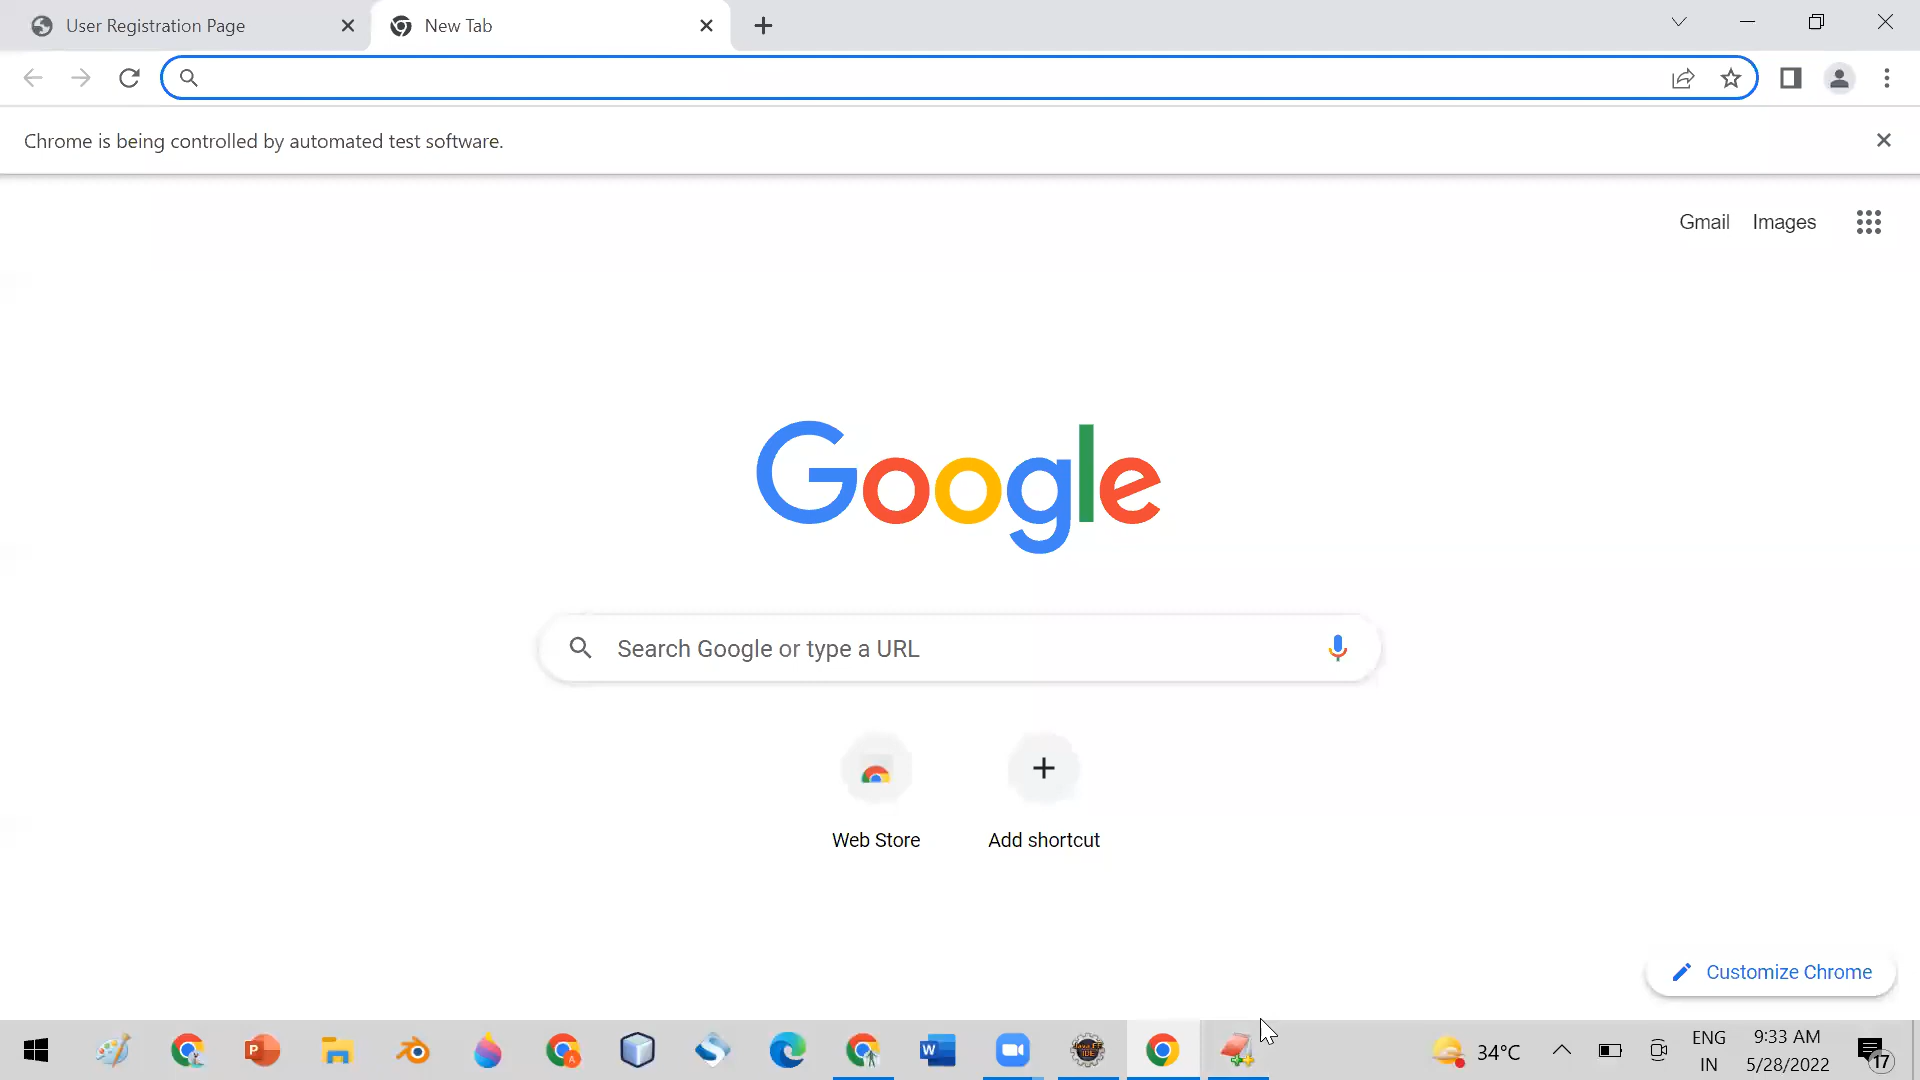 User Registration Page
New Tab
Chrome is being controlled by automated test software.
Gmail Images
Google
Search Google or type a URL
Web Store
Add shortcut
Customize Chrome
34°C
ENG
IN
9:33 AM
5/28/2022
17